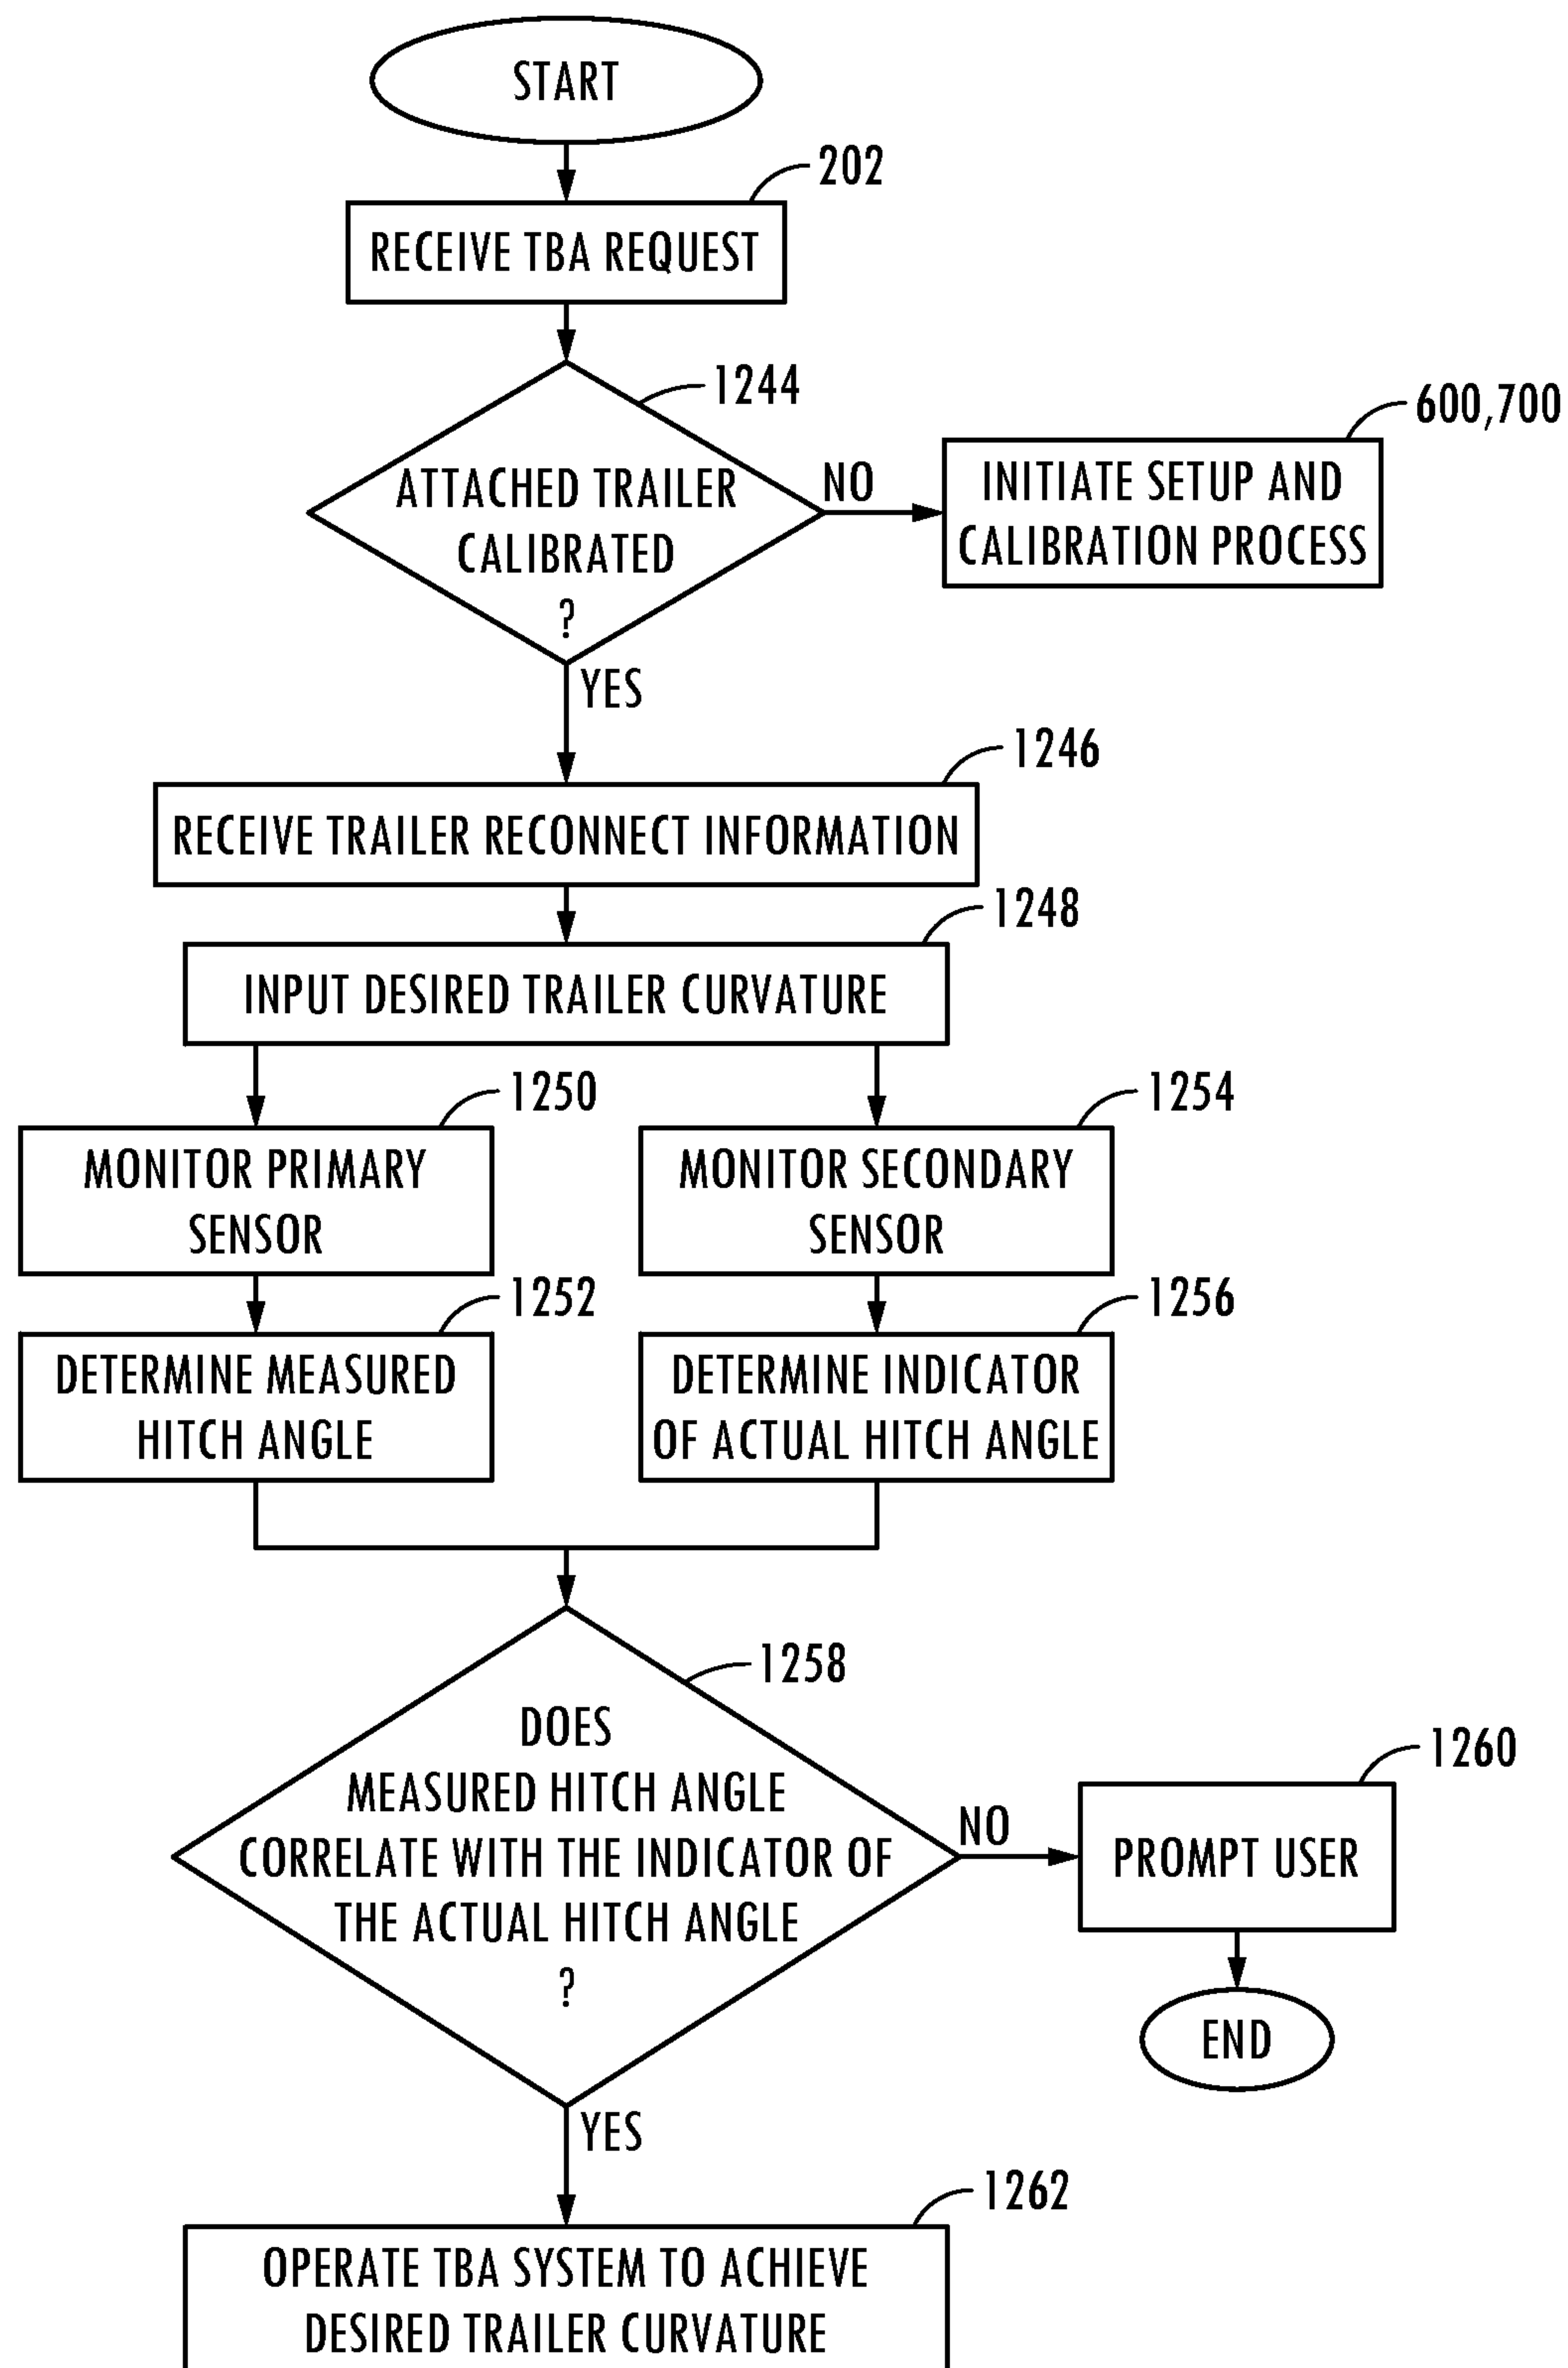 START
202
RECEIVE TBA REQUEST
1244
600,700
ATTACHED TRAILER
CALIBRATED
?
NO
INITIATE SETUP AND
CALIBRATION PROCESS
YES
1246
RECEIVE TRAILER RECONNECT INFORMATION
1248
INPUT DESIRED TRAILER CURVATURE
1250
MONITOR PRIMARY
SENSOR
1254
MONITOR SECONDARY
SENSOR
1252
DETERMINE MEASURED
HITCH ANGLE
1256
DETERMINE INDICATOR
OF ACTUAL HITCH ANGLE
1258
DOES
MEASURED HITCH ANGLE
CORRELATE WITH THE INDICATOR OF
THE ACTUAL HITCH ANGLE
?
NO
1260
PROMPT USER
END
YES
1262
OPERATE TBA SYSTEM TO ACHIEVE
DESIRED TRAILER CURVATURE